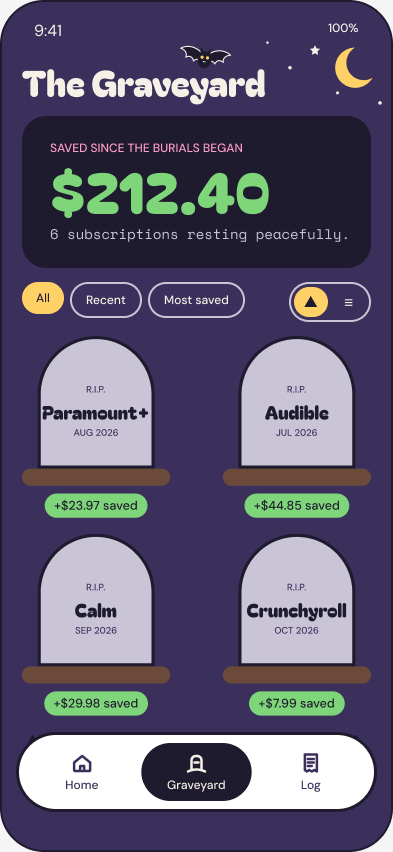 9:41
100%
The Graveyard
SAVED SINCE THE BURIALS BEGAN
$212.40
6 subscriptions resting peacefully.
All Recent Most saved
R.I.P.
Paramount+
AUG 2026
+$23.97 saved
R.I.P.
Audible
JUL 2026
+$44.85 saved
R.I.P.
Calm
SEP 2026
+$29.98 saved
R.I.P.
Crunchyroll
OCT 2026
+$7.99 saved
Home Graveyard Log